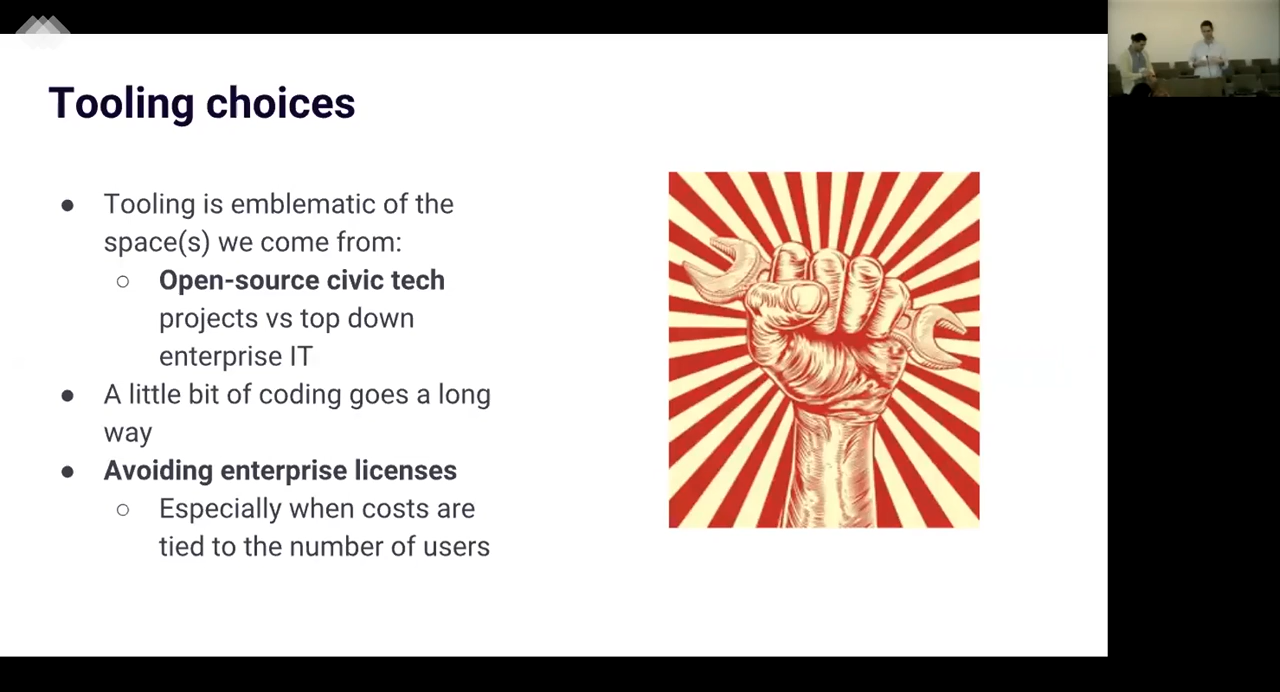 Tooling choices
● Tooling is emblematic of the
space(s) we come from:
○ Open-source civic tech
projects vs top down
enterprise IT
● A little bit of coding goes a long
way
● Avoiding enterprise licenses
○ Especially when costs are
tied to the number of users